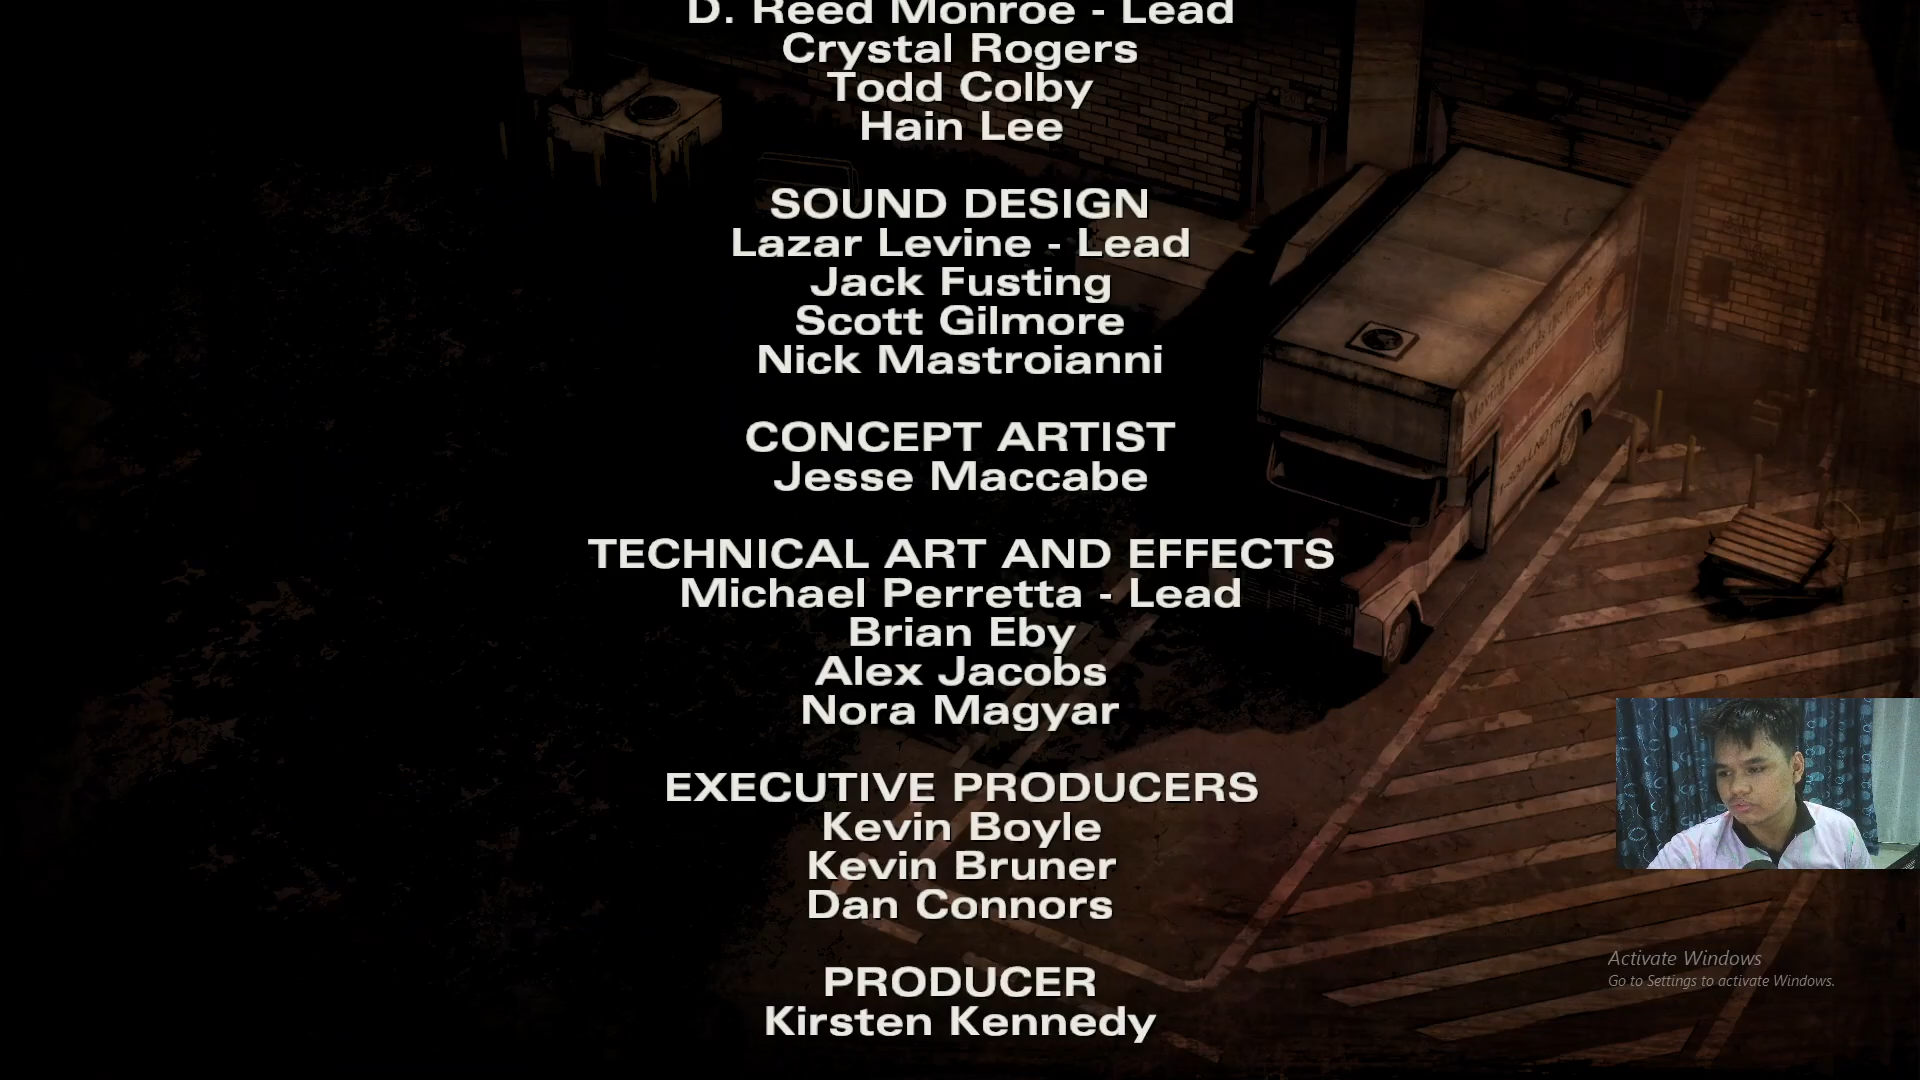 D. Reed Monroe - Lead
Crystal Rogers
Todd Colby
Hain Lee
SOUND DESIGN
Lazar Levine - Lead
Jack Fusting
Scott Gilmore
Nick Mastroianni
CONCEPT ARTIST
Jesse Maccabe
TECHNICAL ART AND EFFECTS
Michael Perretta - Lead
Brian Eby
Alex Jacobs
Nora Magyar
EXECUTIVE PRODUCERS
Kevin Boyle
Kevin Bruner
Dan Connors
PRODUCER
Kirsten Kennedy
Activate Windows
Go to Settings to activate Windows.